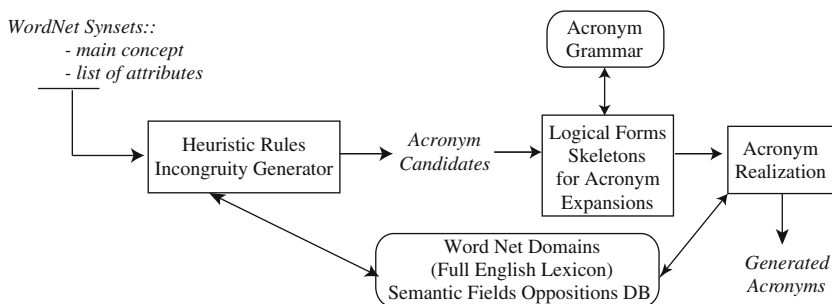 WordNet Synsets::
- main concept
- list of attributes
Heuristic Rules
Incongruity Generator
Acronym
Candidates
Acronym
Grammar
Logical Forms
Skeletons
for Acronym
Expansions
Acronym
Realization
Word Net Domains
(Full English Lexicon)
Semantic Fields Oppositions DB
Generated
Acronyms